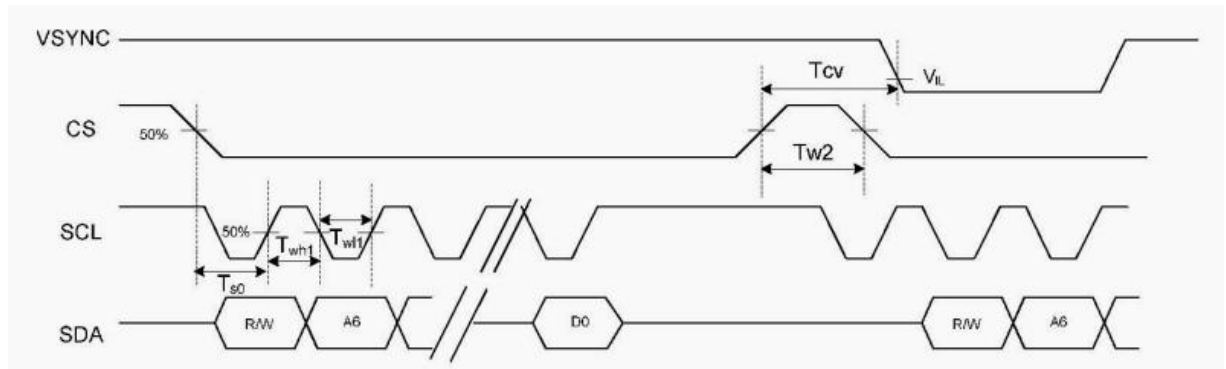 VSYNC
Tcv
VIL
CS
50%
Tw2
SCL
50%
Twh1
Twl1
Ts0
SDA
R/W
A6
D0
R/W
A6